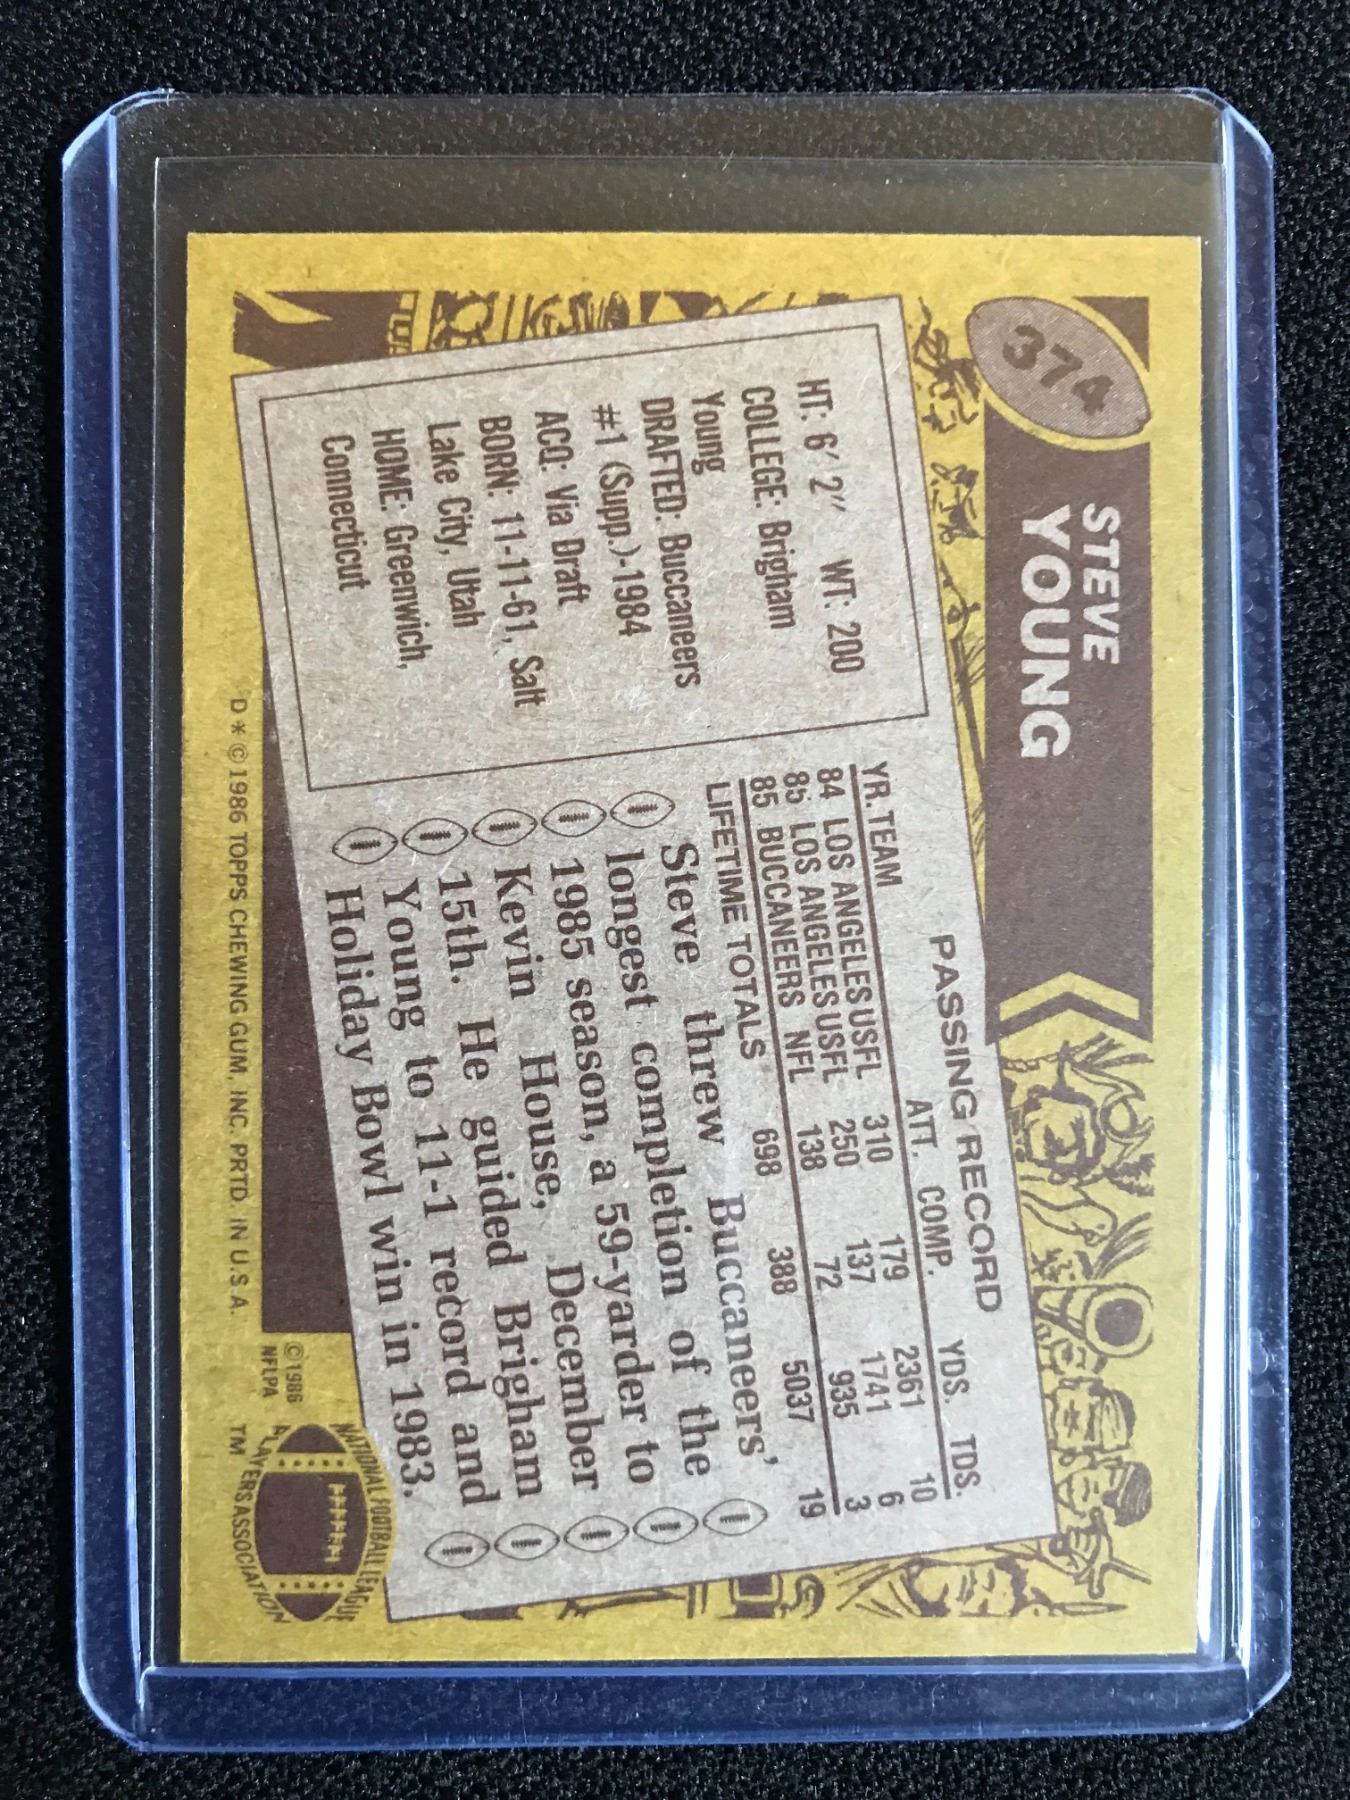 374
STEVE
YOUNG
HT: 6'2" WT: 200
COLLEGE: Brigham
Young
DRAFTED: Buccaneers
#1 (Supp.)-1984
ACQ: Via Draft
BORN: 11-11-61, Salt
Lake City, Utah
HOME: Greenwich,
Connecticut
PASSING RECORD
YR. TEAM ATT. COMP. YDS. TDS.
84 LOS ANGELES USFL 310 179 2361 10
85 LOS ANGELES USFL 250 137 1741 6
85 BUCCANEERS NFL 138 72 935 3
LIFETIME TOTALS 698 388 5037 19
Steve threw Buccaneers'
longest completion of the
1985 season, a 59-yarder to
Kevin House, December
15th. He guided Brigham
Young to 11-1 record and
Holiday Bowl win in 1983.
D*©1986 TOPPS CHEWING GUM, INC. PRTD. IN U.S.A.
©1986
NFLPA
TM
NATIONAL FOOTBALL LEAGUE
PLAYERS ASSOCIATION